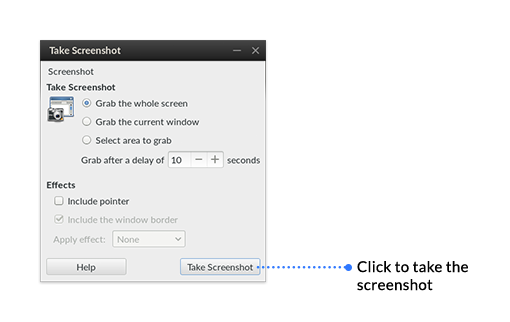 Take Screenshot
Screenshot
Take Screenshot
Grab the whole screen
Grab the current window
Select area to grab
Grab after a delay of 10 − + seconds
Effects
Include pointer
Include the window border
Apply effect: None
Help
Take Screenshot
Click to take the
screenshot